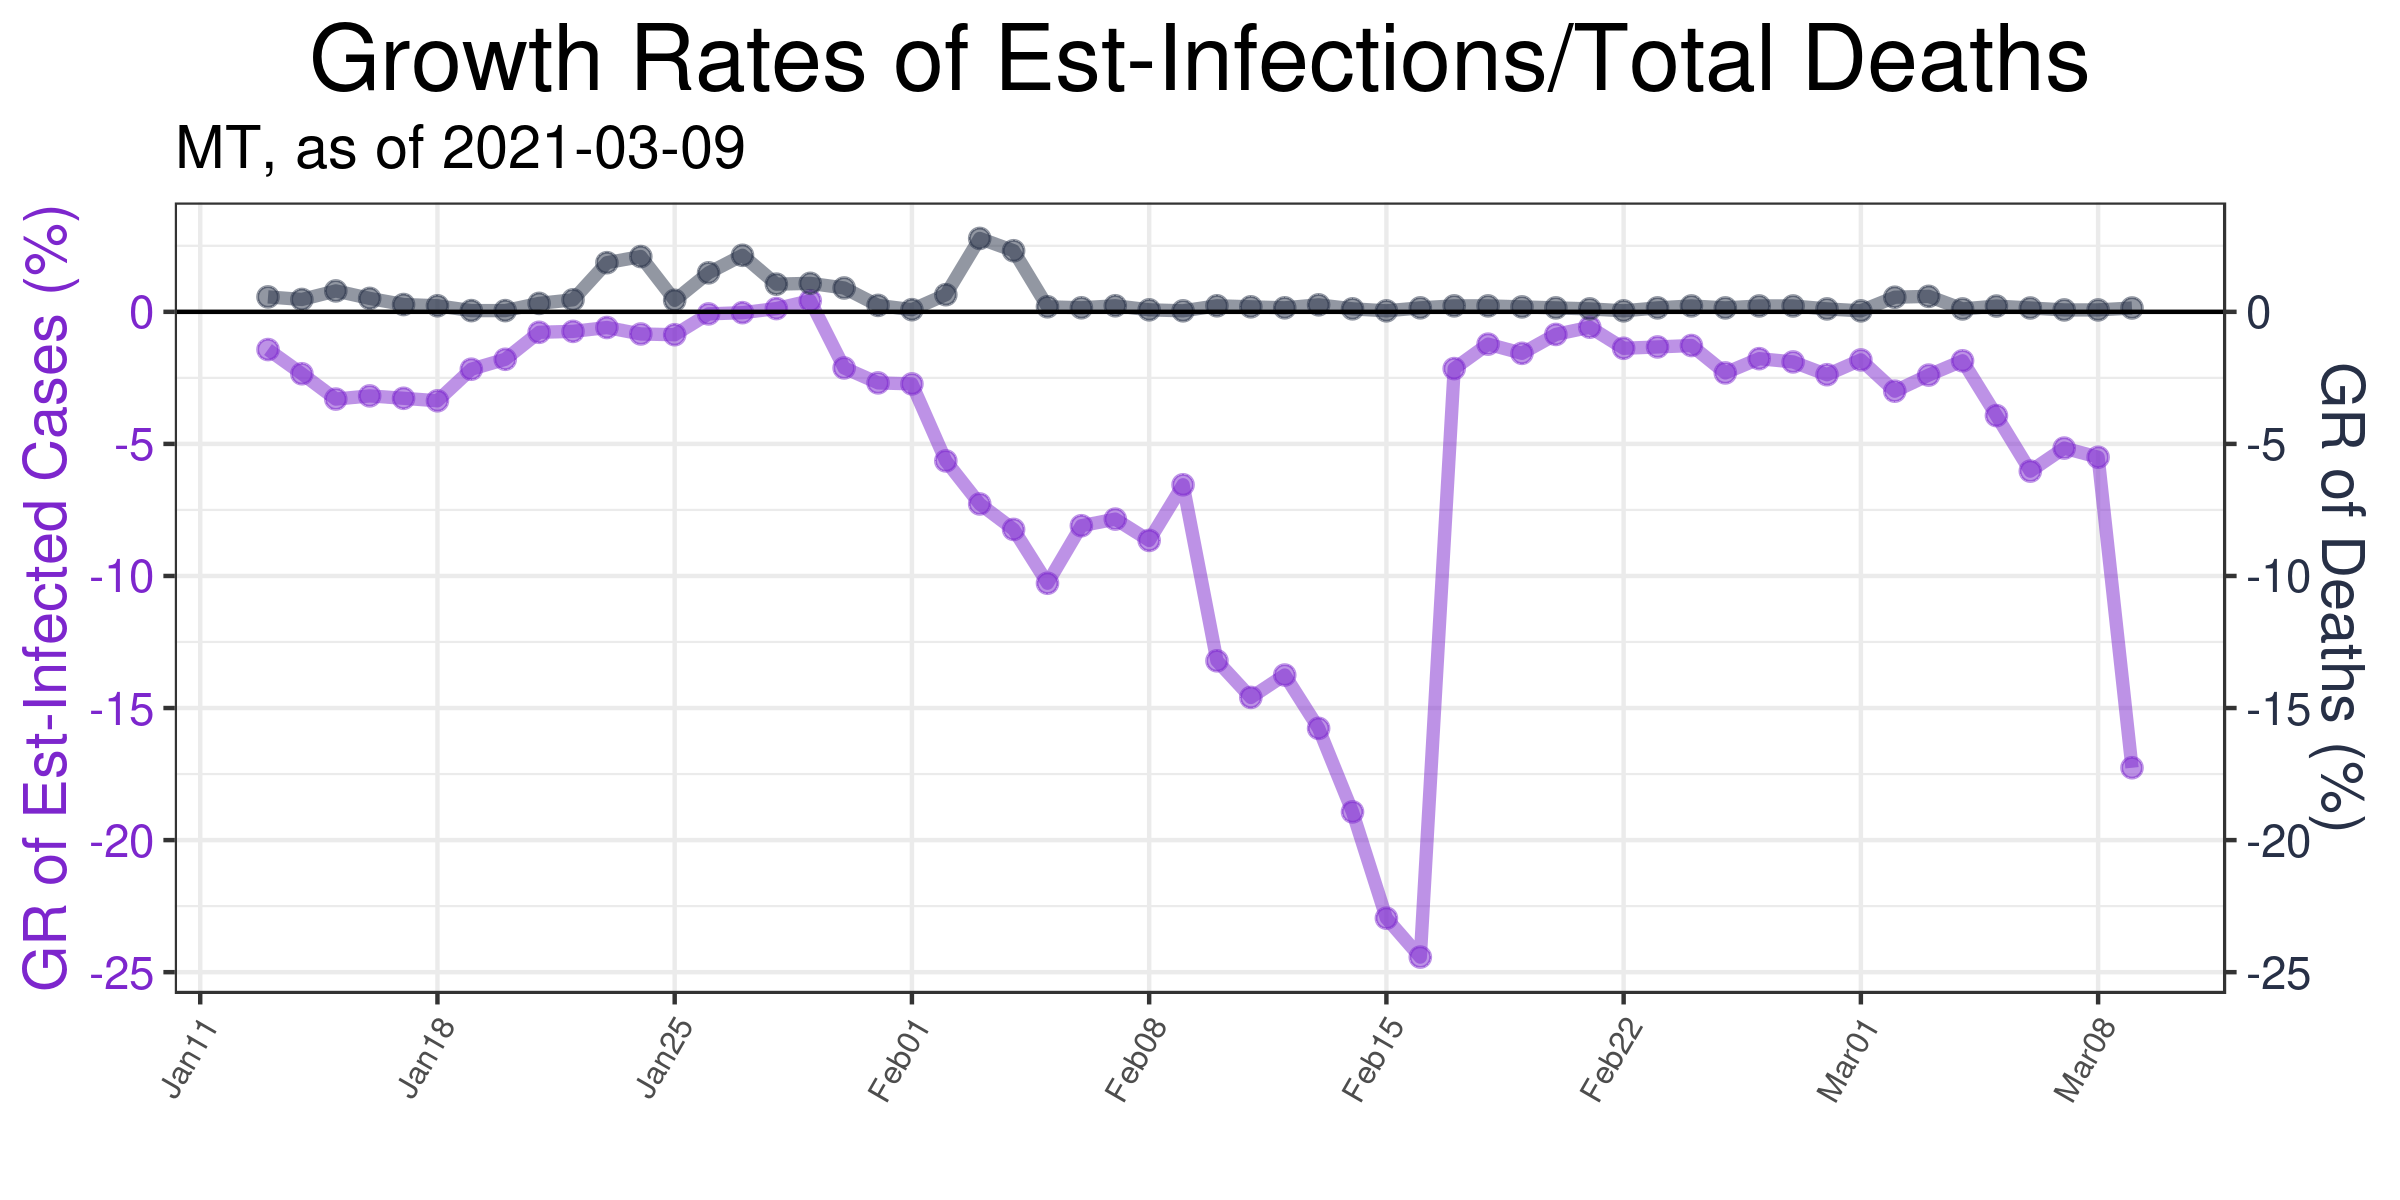 Growth Rates of Est-Infections/Total Deaths
MT, as of 2021-03-09
GR of Est-Infected Cases (%)
0
-5
-10
-15
-20
-25
0
-5
-10
-15
-20
-25
GR of Deaths (%)
Jan11
Jan18
Jan25
Feb01
Feb08
Feb15
Feb22
Mar01
Mar08